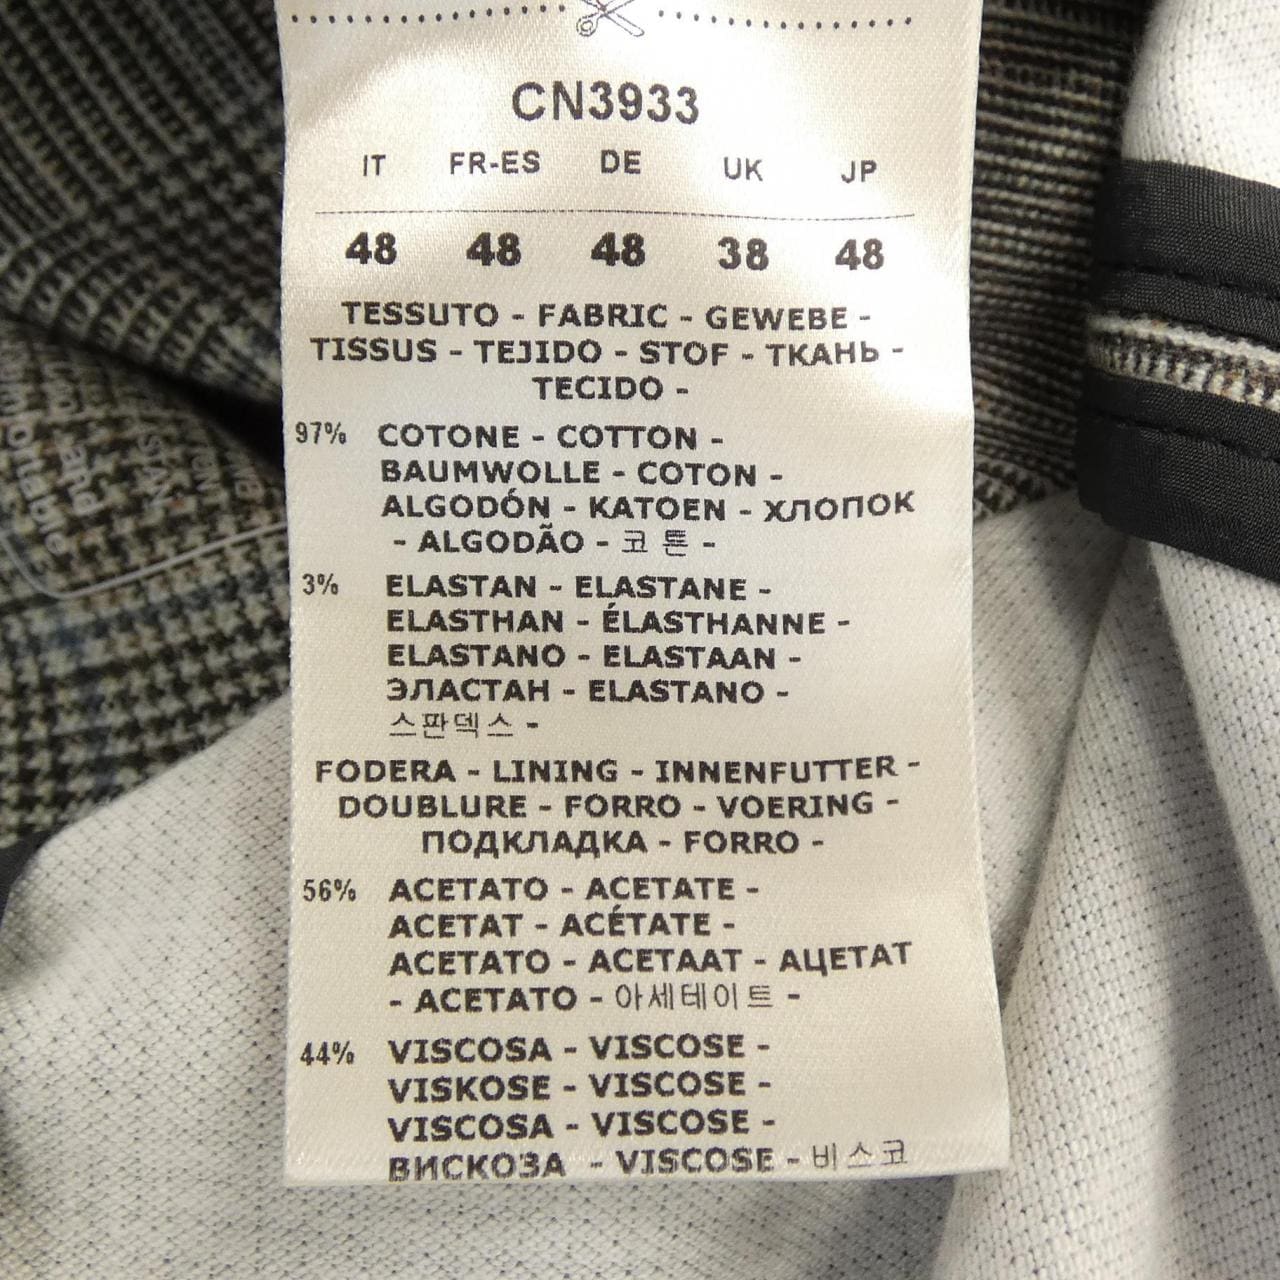 CN3933
IT FR-ES DE UK JP
48 48 48 38 48
TESSUTO - FABRIC - GEWEBE -
TISSUS - TEJIDO - STOF - ТКАНЬ -
TECIDO -
97% COTONE - COTTON -
BAUMWOLLE - COTON -
ALGODÓN - KATOEN - ХЛОПОК
- ALGODÃO - 코튼 -
3% ELASTAN - ELASTANE -
ELASTHAN - ÉLASTHANNE -
ELASTANO - ELASTAAN -
ЭЛАСТАН - ELASTANO -
스판덱스 -
FODERA - LINING - INNENFUTTER -
DOUBLURE - FORRO - VOERING -
ПОДКЛАДКА - FORRO -
56% ACETATO - ACETATE -
ACETAT - ACÉTATE -
ACETATO - ACETAAT - АЦЕТАТ
- ACETATO - 아세테이트 -
44% VISCOSA - VISCOSE -
VISKOSE - VISCOSE -
VISCOSA - VISCOSE -
ВИСКОЗА - VISCOSE - 비스코